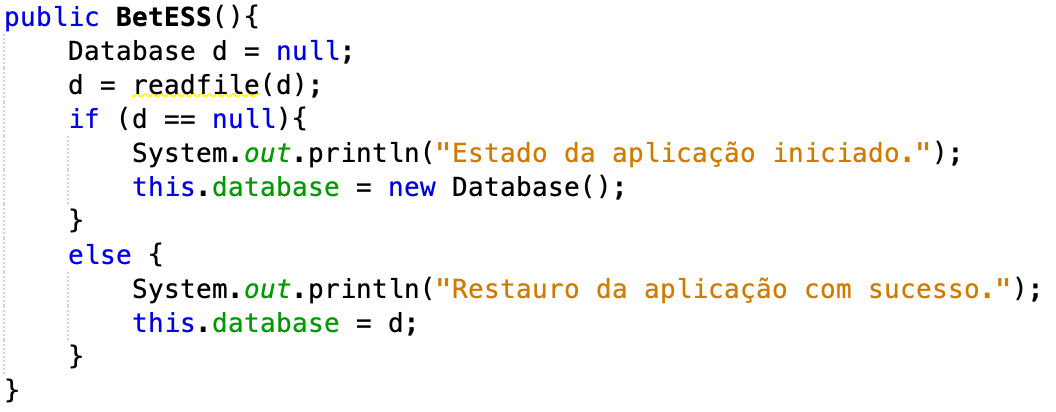 public BetESS(){
    Database d = null;
    d = readfile(d);
    if (d == null){
        System.out.println("Estado da aplicação iniciado.");
        this.database = new Database();
    }
    else {
        System.out.println("Restauro da aplicação com sucesso.");
        this.database = d;
    }
}